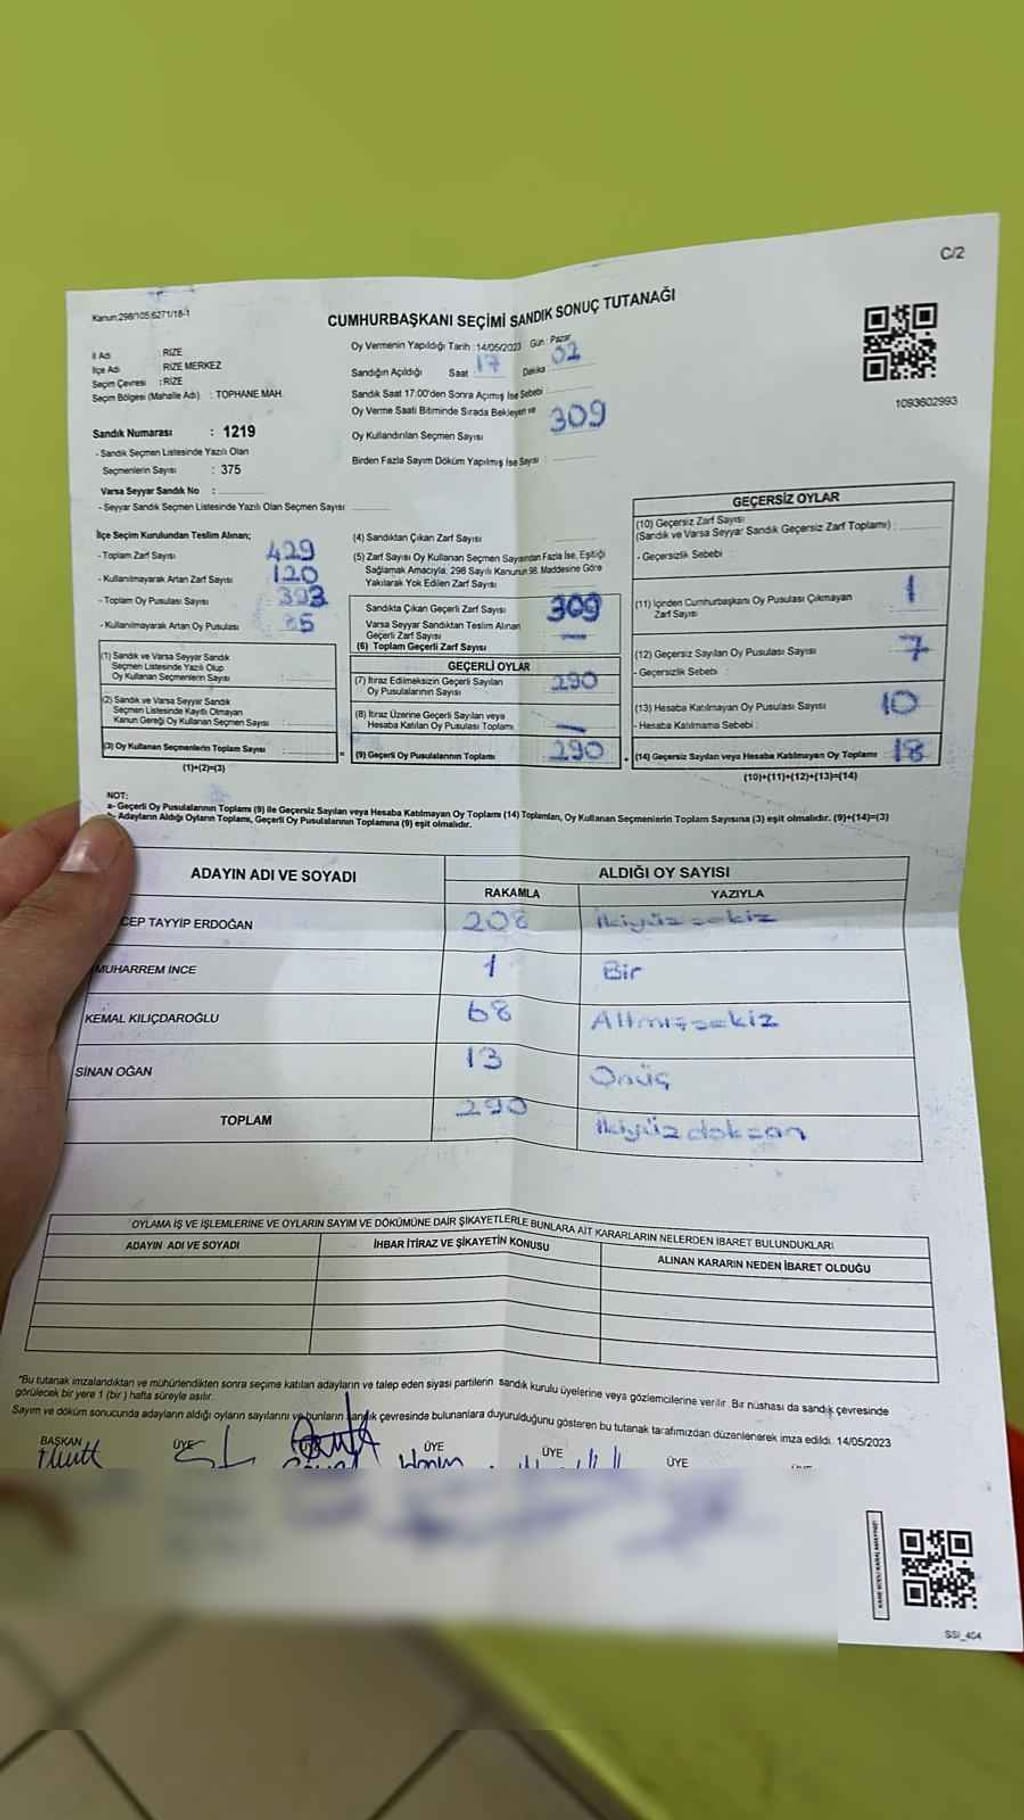 C/2
Kanun:298/105;6271/18-1
CUMHURBAŞKANI SEÇİMİ SANDIK SONUÇ TUTANAĞI
İl Adı : RİZE
İlçe Adı RİZE MERKEZ
Seçim Çevresi : RİZE
Seçim Bölgesi (Mahalle Adı) : TOPHANE MAH.
Sandık Numarası : 1219
- Sandık Seçmen Listesinde Yazılı Olan
Seçmenlerin Sayısı : 375
Varsa Seyyar Sandık No :
- Seyyar Sandık Seçmen Listesinde Yazılı Olan Seçmen Sayısı
Oy Vermenin Yapıldığı Tarih : 14/05/2023 Gün : Pazar
Sandığın Açıldığı Saat 17 Dakika 02
Sandık Saat 17:00'den Sonra Açımış İse Sebebi
Oy Verme Saati Bitiminde Sırada Bekleyen ve
Oy Kullandırılan Seçmen Sayısı 309
Birden Fazla Sayım Döküm Yapılmış İse Sayısı :
1093602993
İlçe Seçim Kurulundan Teslim Alınan;
- Toplam Zarf Sayısı 429
- Kullanılmayarak Artan Zarf Sayısı 120
- Toplam Oy Pusulası Sayısı 393
- Kullanılmayarak Artan Oy Pusulası
(1) Sandık ve Varsa Seyyar Sandık
Seçmen Listesinde Yazılı Olup
Oy Kullanan Seçmenlerin Sayısı :
(2) Sandık ve Varsa Seyyar Sandık
Seçmen Listesinde Kayıtlı Olmayan
Kanun Gereği Oy Kullanan Seçmen Sayısı :
(3) Oy Kullanan Seçmenlerin Toplam Sayısı :
(1)+(2)=(3)
(4) Sandıktan Çıkan Zarf Sayısı
(5) Zarf Sayısı Oy Kullanan Seçmen Sayısından Fazla İse, Eşitliği
Sağlamak Amacıyla, 298 Sayılı Kanunun 98. Maddesine Göre
Yakılarak Yok Edilen Zarf Sayısı
Sandıkta Çıkan Geçerli Zarf Sayısı 309
Varsa Seyyar Sandıktan Teslim Alınan
Geçerli Zarf Sayısı
(6) Toplam Geçerli Zarf Sayısı
GEÇERLİ OYLAR
(7) İtiraz Edilmeksizin Geçerli Sayılan
Oy Pusulalarının Sayısı 290
(8) İtiraz Üzerine Geçerli Sayılan veya
Hesaba Katılan Oy Pusulası Toplamı —
= (9) Geçerli Oy Pusulalarının Toplamı 290
GEÇERSİZ OYLAR
(10) Geçersiz Zarf Sayısı
(Sandık ve Varsa Seyyar Sandık Geçersiz Zarf Toplamı) :
- Geçersizlik Sebebi :
(11) İçinden Cumhurbaşkanı Oy Pusulası Çıkmayan
Zarf Sayısı 1
(12) Geçersiz Sayılan Oy Pusulası Sayısı 7
- Geçersizlik Sebebi :
(13) Hesaba Katılmayan Oy Pusulası Sayısı 10
- Hesaba Katılmama Sebebi :
+ (14) Geçersiz Sayılan veya Hesaba Katılmayan Oy Toplamı 18
(10)+(11)+(12)+(13)=(14)
NOT:
a- Geçerli Oy Pusulalarının Toplamı (9) ile Geçersiz Sayılan veya Hesaba Katılmayan Oy Toplamı (14) Toplamları, Oy Kullanan Seçmenlerin Toplam Sayısına (3) eşit olmalıdır. (9)+(14)=(3)
Adayların Aldığı Oyların Toplamı, Geçerli Oy Pusulalarının Toplamına (9) eşit olmalıdır.
ADAYIN ADI VE SOYADI ALDIĞI OY SAYISI
RAKAMLA YAZIYLA
CEP TAYYİP ERDOĞAN 208 İkiyüzsekiz
MUHARREM İNCE 1 Bir
KEMAL KILIÇDAROĞLU 68 Altmışsekiz
SİNAN OĞAN 13 Onüç
TOPLAM 290 İkiyüzdoksan
OYLAMA İŞ VE İŞLEMLERİNE VE OYLARIN SAYIM VE DÖKÜMÜNE DAİR ŞİKAYETLERLE BUNLARA AİT KARARLARIN NELERDEN İBARET BULUNDUKLARI
ADAYIN ADI VE SOYADI İHBAR İTİRAZ VE ŞİKAYETİN KONUSU ALINAN KARARIN NEDEN İBARET OLDUĞU
*Bu tutanak imzalandıktan ve mühürlendikten sonra seçime katılan adayların ve talep eden siyasi partilerin sandık kurulu üyelerine veya gözlemcilerine verilir. Bir nüshası da sandık çevresinde
görülecek bir yere 1 (bir) hafta süreyle asılır.
Sayım ve döküm sonucunda adayların aldığı oyların sayılarını ve bunların sandık çevresinde bulunanlara duyurulduğunu gösteren bu tutanak tarafımızdan düzenlenerek imza edildi. 14/05/2023
BAŞKAN ÜYE ÜYE ÜYE ÜYE
SSI_404